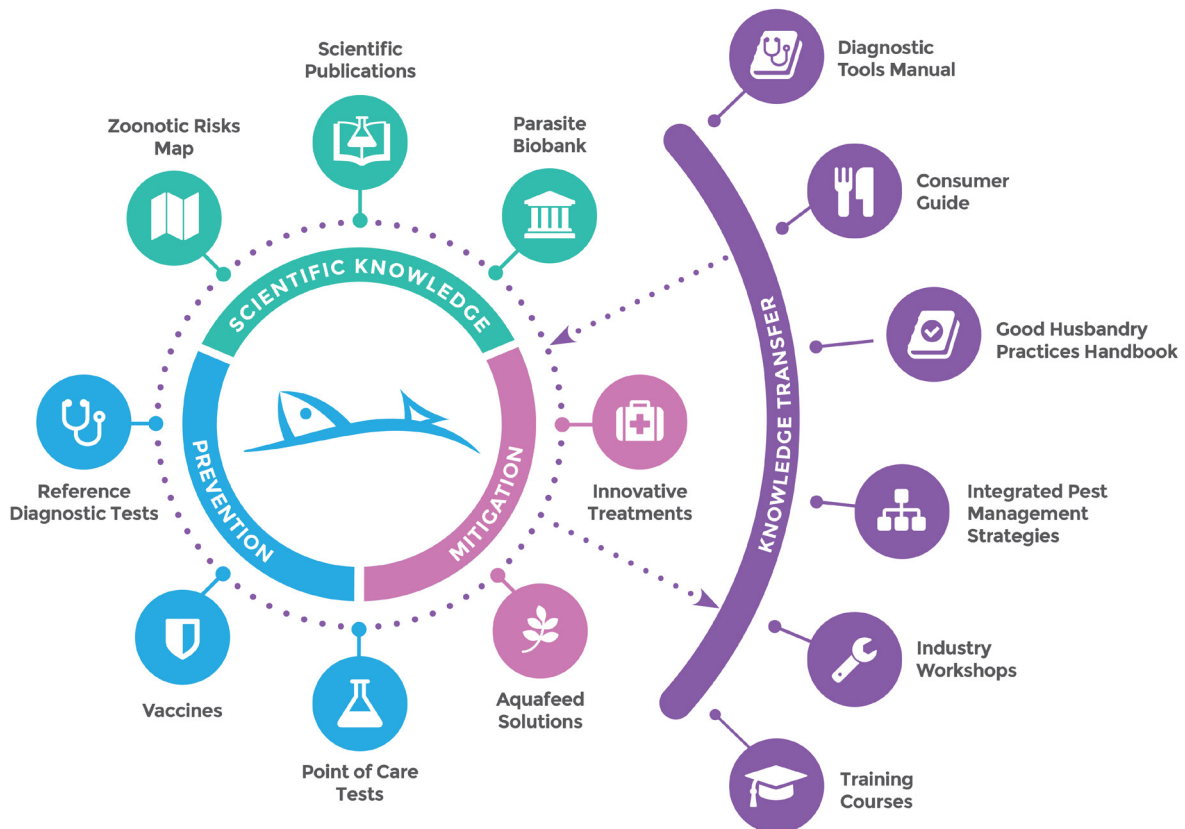 Scientific
Publications
Zoonotic Risks
Map
Parasite
Biobank
SCIENTIFIC KNOWLEDGE
PREVENTION
MITIGATION
Reference
Diagnostic Tests
Innovative
Treatments
Vaccines
Point of Care
Tests
Aquafeed
Solutions
KNOWLEDGE TRANSFER
Diagnostic
Tools Manual
Consumer
Guide
Good Husbandry
Practices Handbook
Integrated Pest
Management
Strategies
Industry
Workshops
Training
Courses